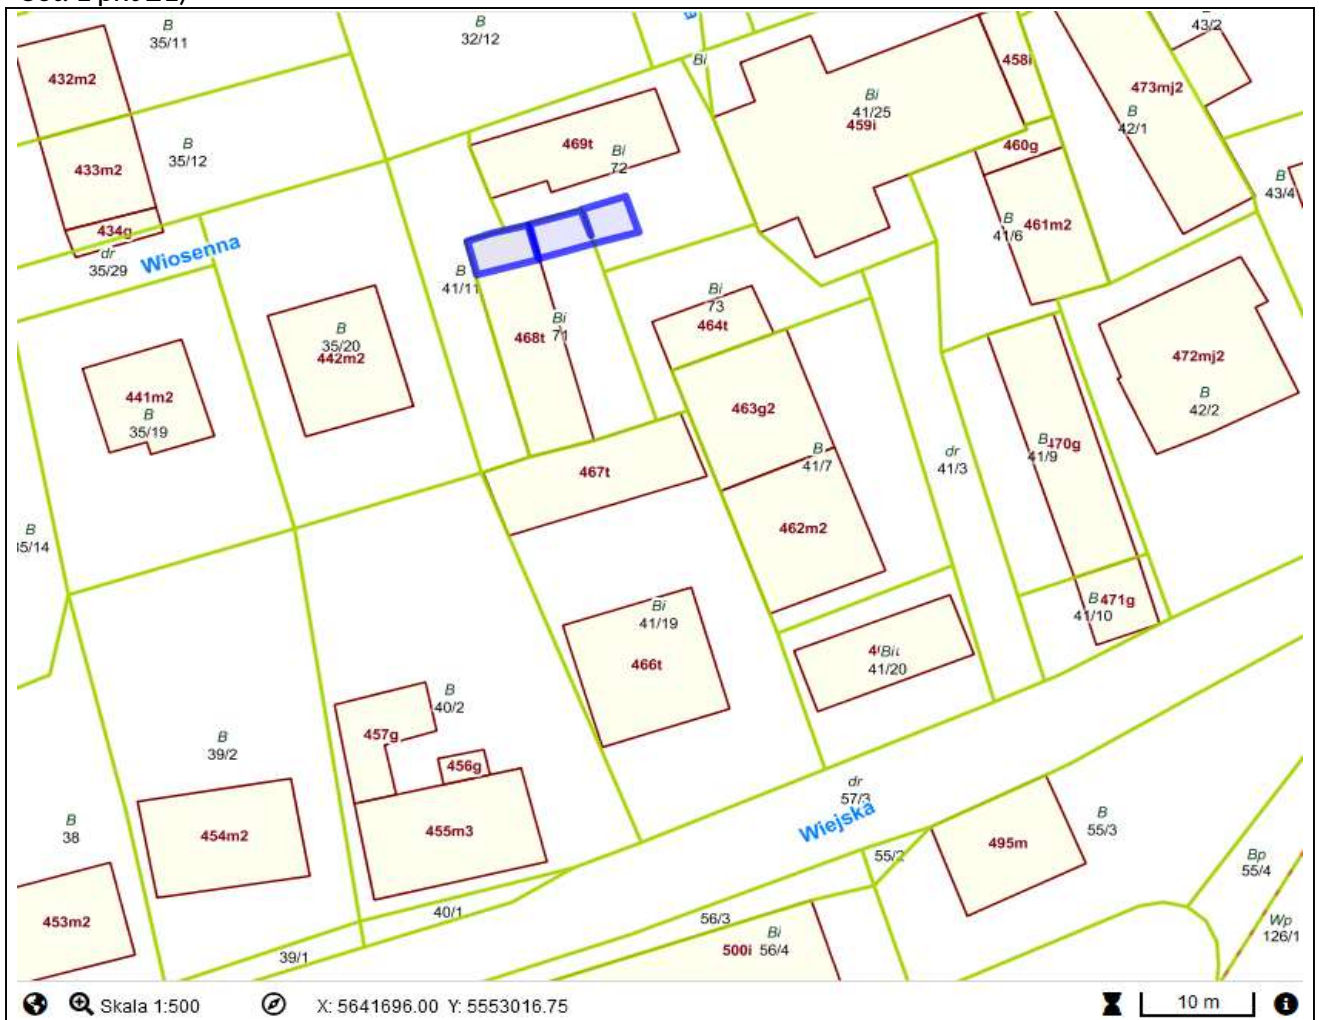 B
35/11
B
32/12
B
43/2
432m2
Bi
458i
473mj2
B
42/1
Bi
41/25
459i
469t
Bi
72
460g
B
35/12
433m2
B
43/4
434g
Wiosenna
dr
35/29
B
41/6
461m2
B
41/11
Bi
73
464t
Bi
71
468t
B
35/20
442m2
472mj2
B
42/2
441m2
B
35/19
463g2
B
41/7
dr
41/3
B
41/9
470g
467t
462m2
B
35/14
Bi
41/19
466t
B
41/10
471g
41/20
B
40/2
457g
456g
B
39/2
dr
57/3
Wiejska
B
38
454m2
455m3
495m
B
55/3
55/2
Bp
55/4
453m2
40/1
56/3
Bi
56/4
500i
Wp
126/1
39/1
Skala 1:500
X: 5641696.00 Y: 5553016.75
10 m